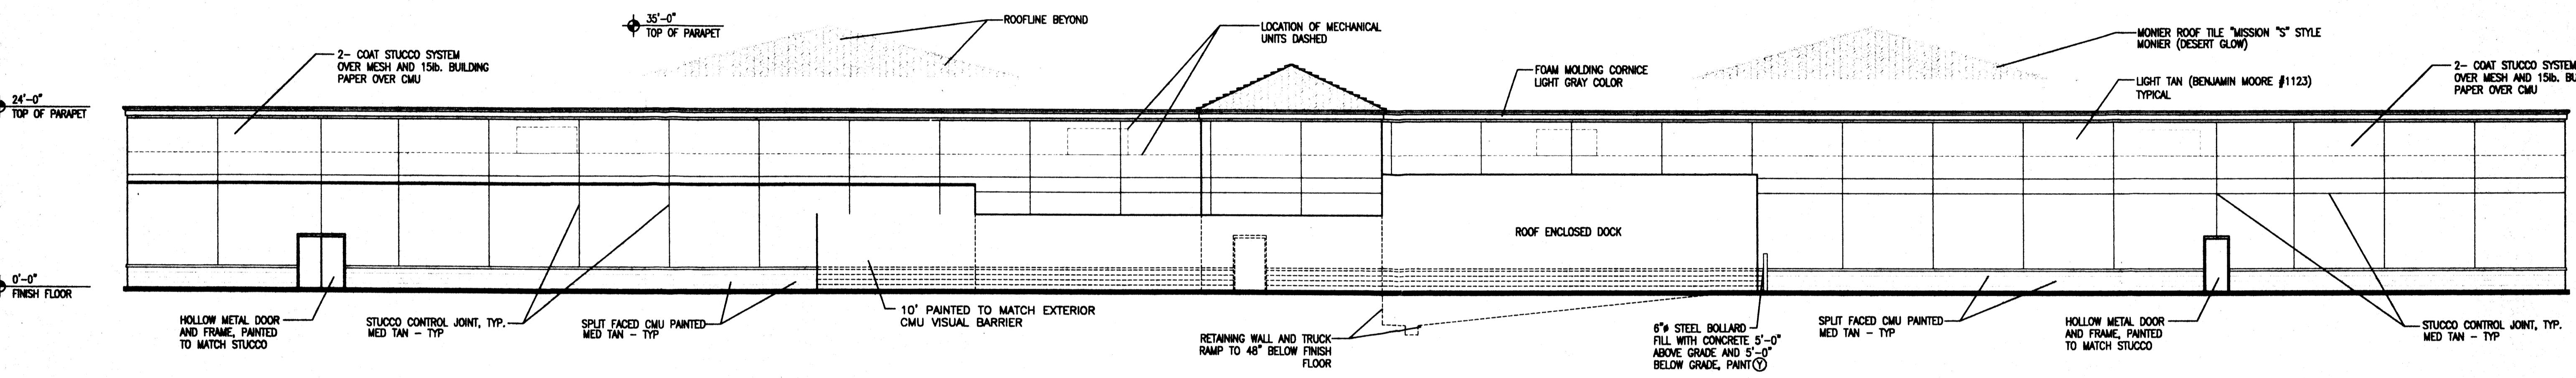 35'-0"
TOP OF PARAPET
ROOFLINE BEYOND
LOCATION OF MECHANICAL
UNITS DASHED
MONIER ROOF TILE "MISSION "S" STYLE
MONIER (DESERT GLOW)
2- COAT STUCCO SYSTEM
OVER MESH AND 15lb. BUILDING
PAPER OVER CMU
FOAM MOLDING CORNICE
LIGHT GRAY COLOR
LIGHT TAN (BENJAMIN MOORE #1123)
TYPICAL
2- COAT STUCCO SYSTEM
OVER MESH AND 15lb. BU
PAPER OVER CMU
24'-0"
TOP OF PARAPET
ROOF ENCLOSED DOCK
0'-0"
FINISH FLOOR
HOLLOW METAL DOOR
AND FRAME, PAINTED
TO MATCH STUCCO
STUCCO CONTROL JOINT, TYP.
MED TAN - TYP
SPLIT FACED CMU PAINTED
MED TAN - TYP
10' PAINTED TO MATCH EXTERIOR
CMU VISUAL BARRIER
RETAINING WALL AND TRUCK
RAMP TO 48" BELOW FINISH
FLOOR
6"ø STEEL BOLLARD
FILL WITH CONCRETE 5'-0"
ABOVE GRADE AND 5'-0"
BELOW GRADE, PAINT Y
SPLIT FACED CMU PAINTED
MED TAN - TYP
HOLLOW METAL DOOR
AND FRAME, PAINTED
TO MATCH STUCCO
STUCCO CONTROL JOINT, TYP.
MED TAN - TYP